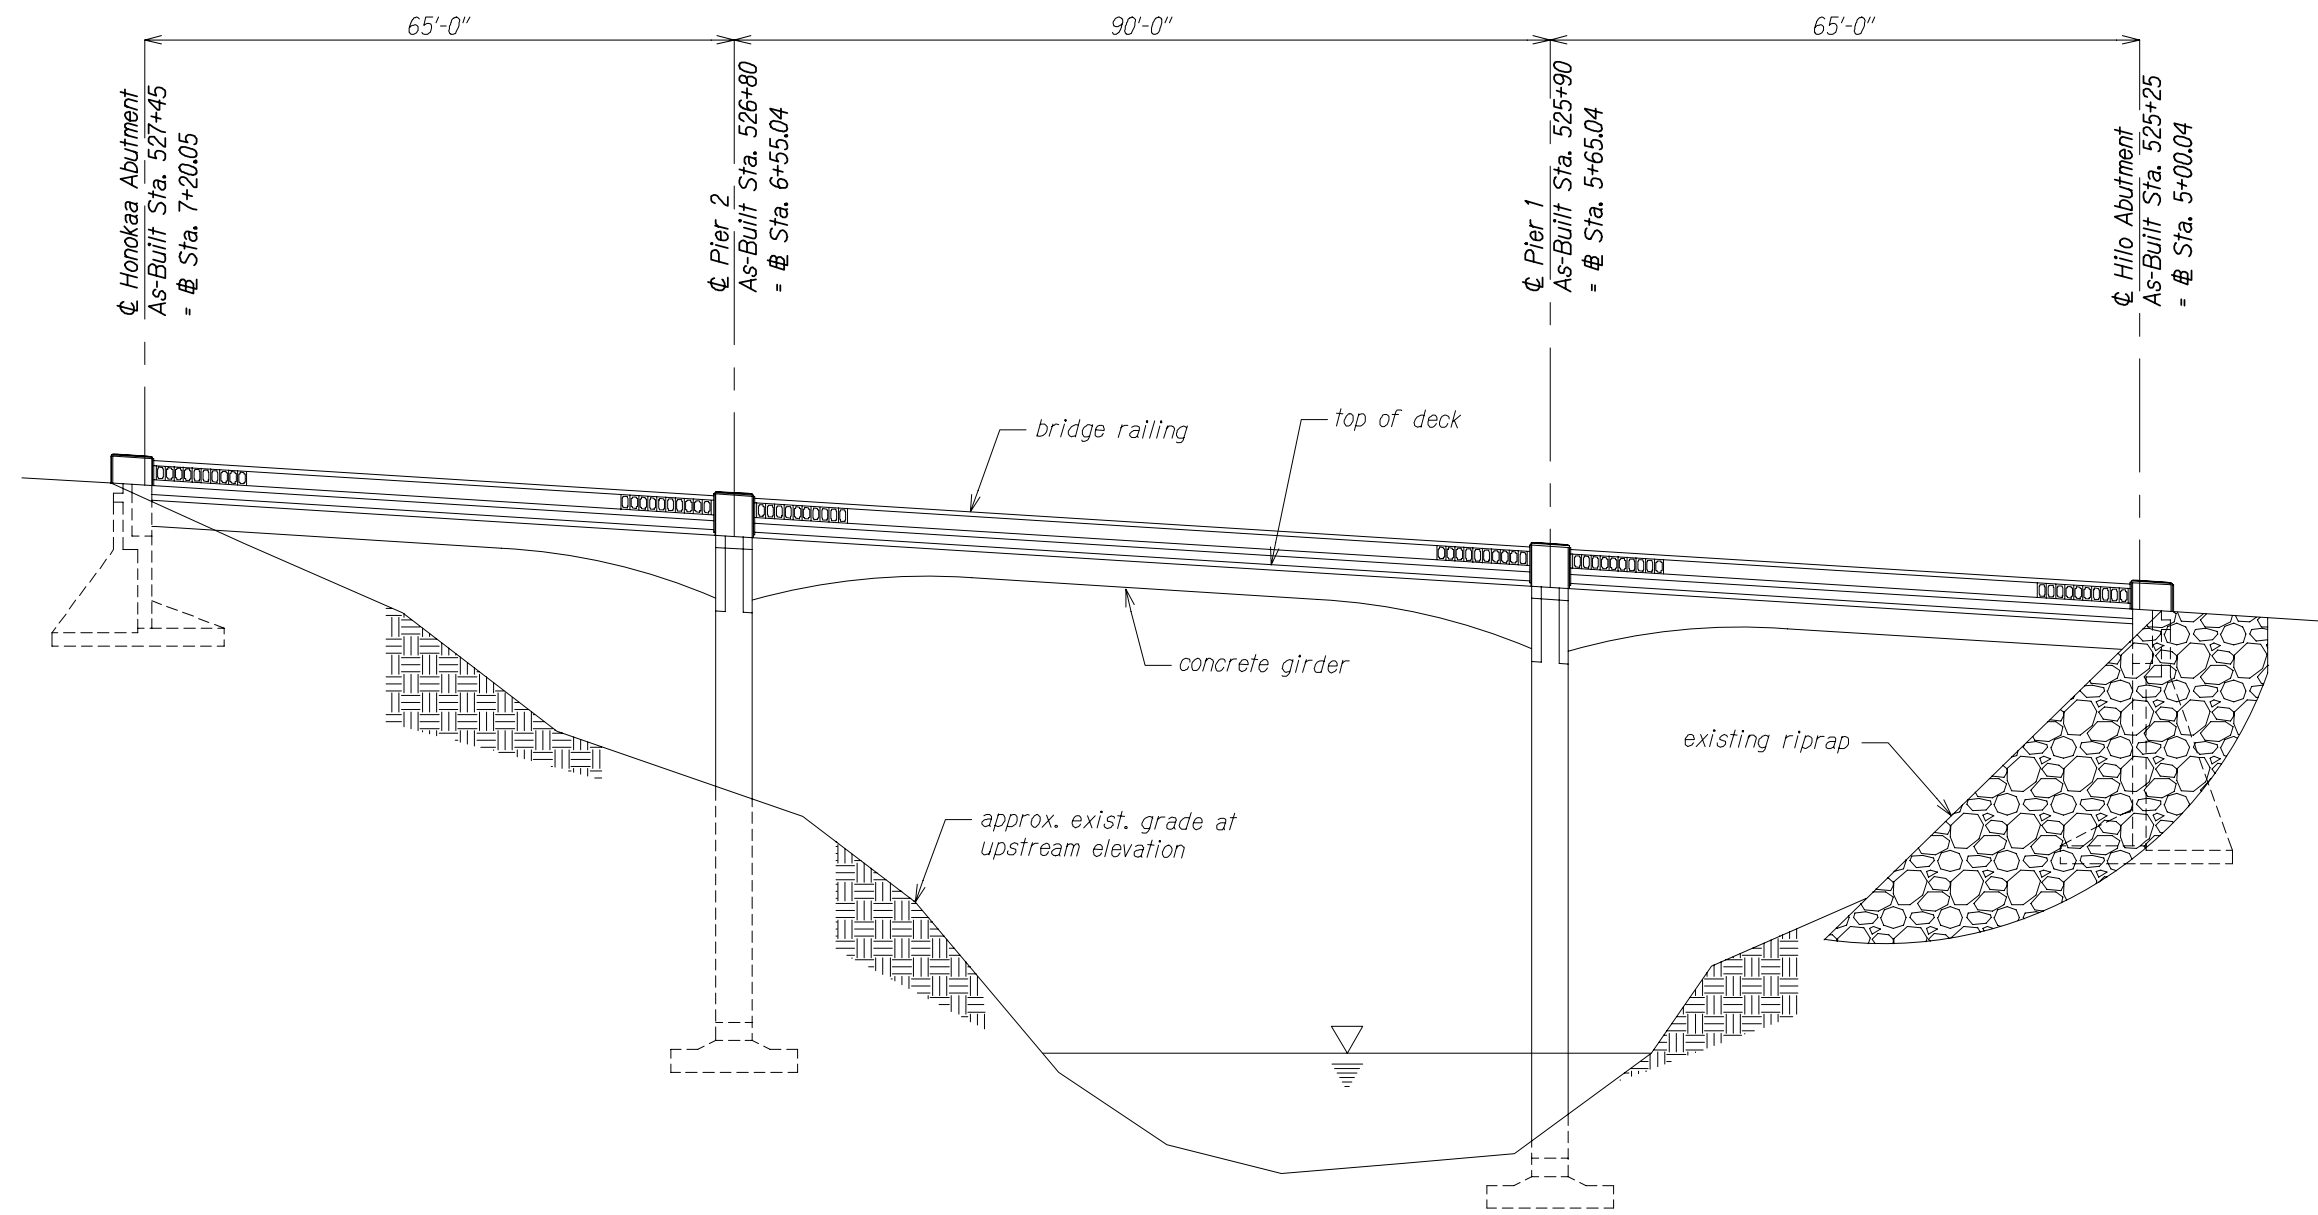 65'-0"
90'-0"
65'-0"
℄ Honokaa Abutment
As-Built Sta. 527+45
= ℄ Sta. 7+20.05
℄ Pier 2
As-Built Sta. 526+80
= ℄ Sta. 6+55.04
℄ Pier 1
As-Built Sta. 525+90
= ℄ Sta. 5+65.04
℄ Hilo Abutment
As-Built Sta. 525+25
= ℄ Sta. 5+00.04
bridge railing
top of deck
concrete girder
existing riprap
approx. exist. grade at
upstream elevation